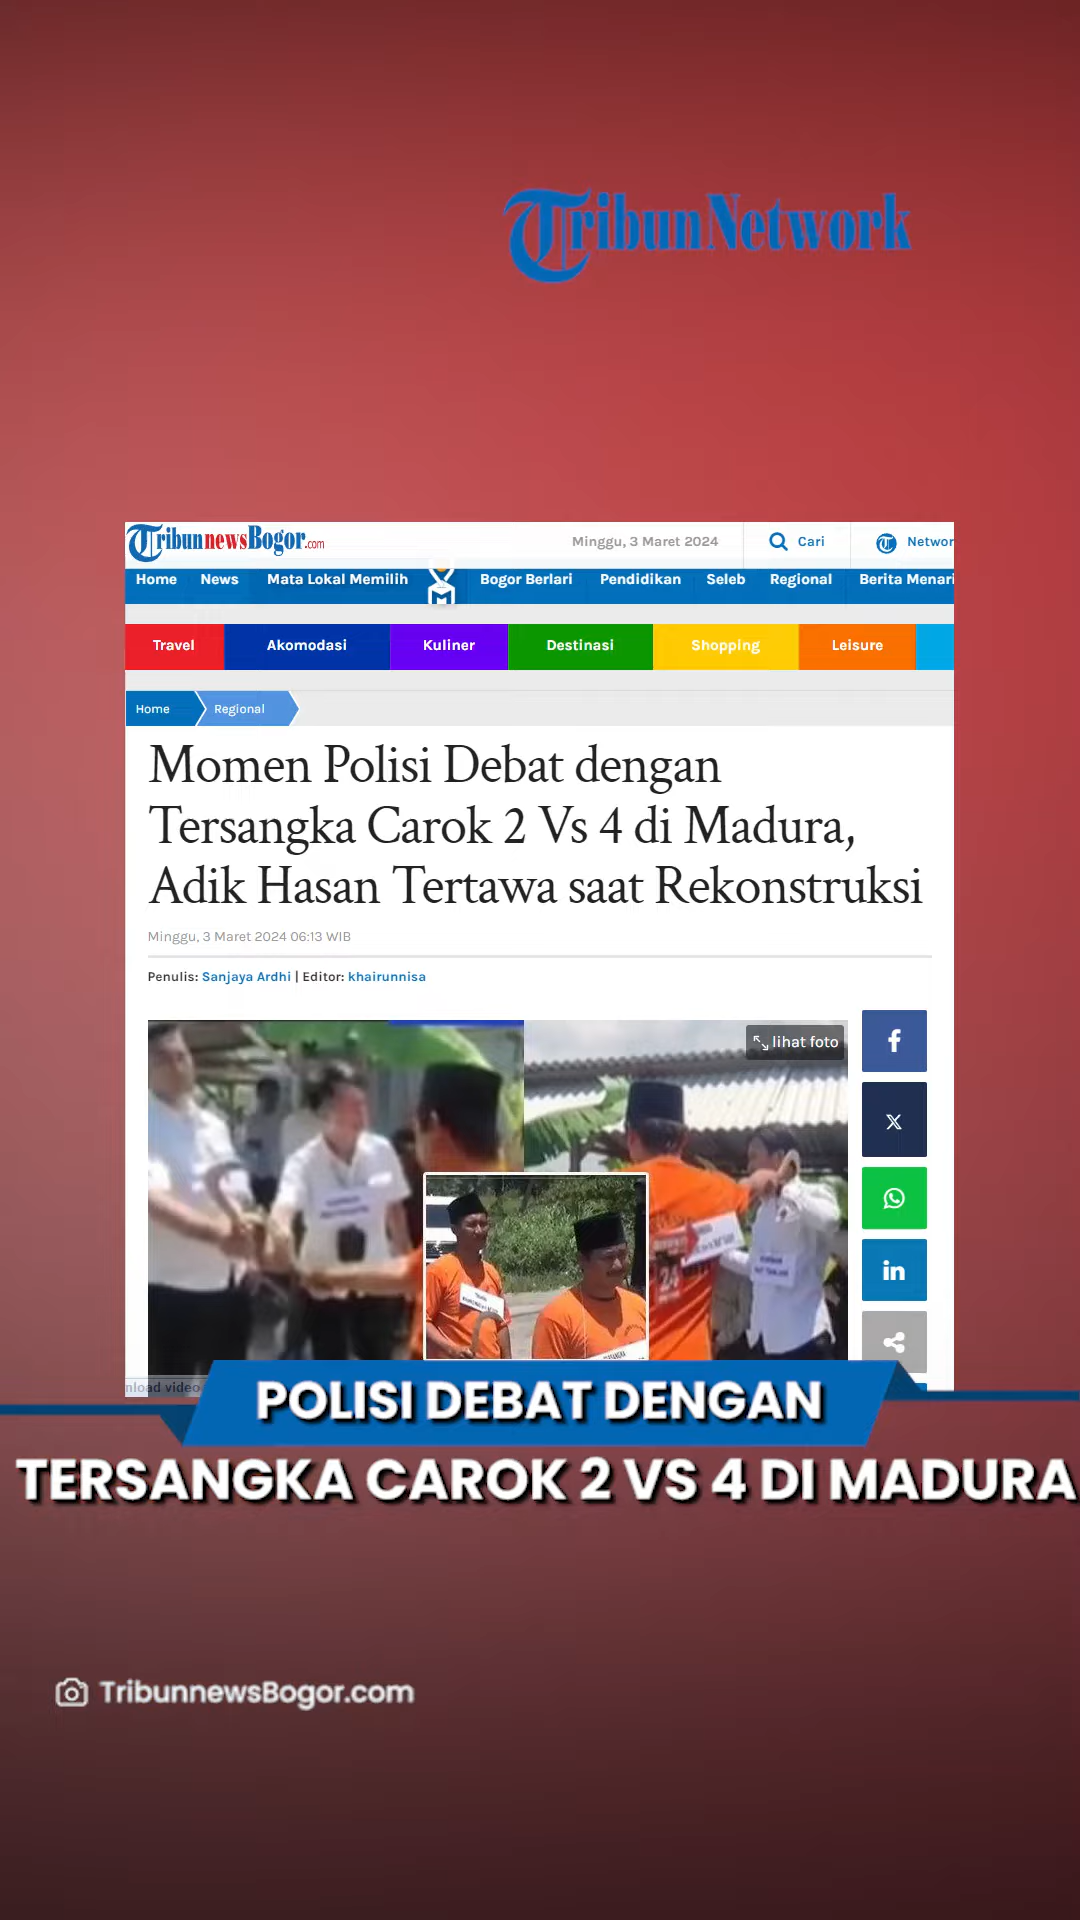 TribunNetwork
TribunnewsBogor.com
Minggu, 3 Maret 2024
Cari
Networ
Home News Mata Lokal Memilih Bogor Berlari Pendidikan Seleb Regional Berita Menari
Travel Akomodasi Kuliner Destinasi Shopping Leisure
Home Regional
Momen Polisi Debat dengan
Tersangka Carok 2 Vs 4 di Madura,
Adik Hasan Tertawa saat Rekonstruksi
Minggu, 3 Maret 2024 06:13 WIB
Penulis: Sanjaya Ardhi | Editor: khairunnisa
lihat foto
nload video
POLISI DEBAT DENGAN
TERSANGKA CAROK 2 VS 4 DI MADURA
TribunnewsBogor.com